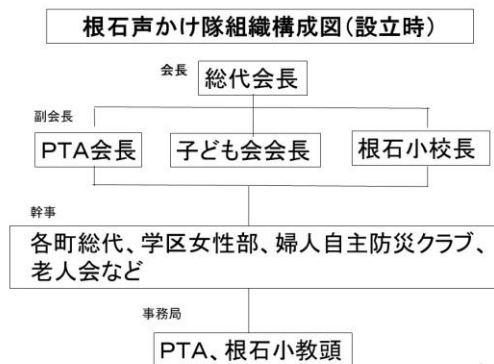 根石声かけ隊組織構成図(設立時)
会長
総代会長
副会長
PTA会長
子ども会会長
根石小校長
幹事
各町総代、学区女性部、婦人自主防災クラブ、
老人会など
事務局
PTA、根石小教頭